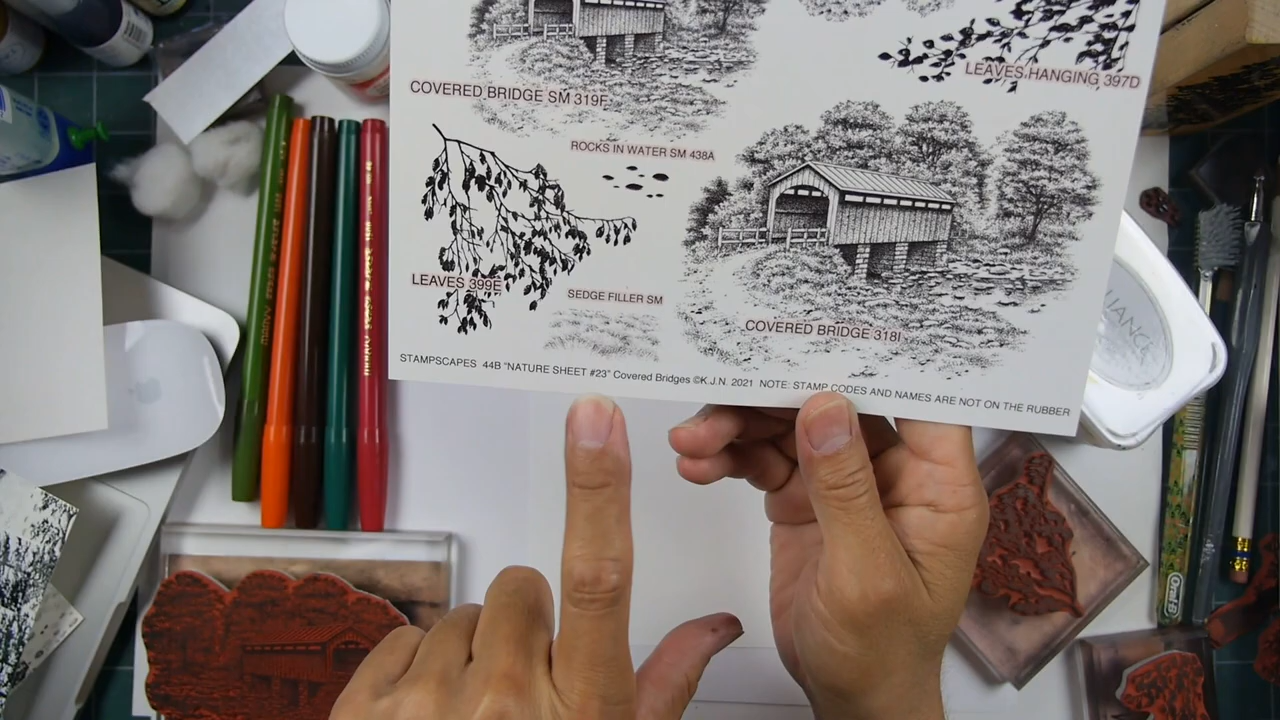 LEAVES HANGING 397D
COVERED BRIDGE SM 319F
ROCKS IN WATER SM 438A
LEAVES 399E
SEDGE FILLER SM
COVERED BRIDGE 318I
STAMPSCAPES 44B "NATURE SHEET #23" Covered Bridges ©K.J.N. 2021 NOTE: STAMP CODES AND NAMES ARE NOT ON THE RUBBER